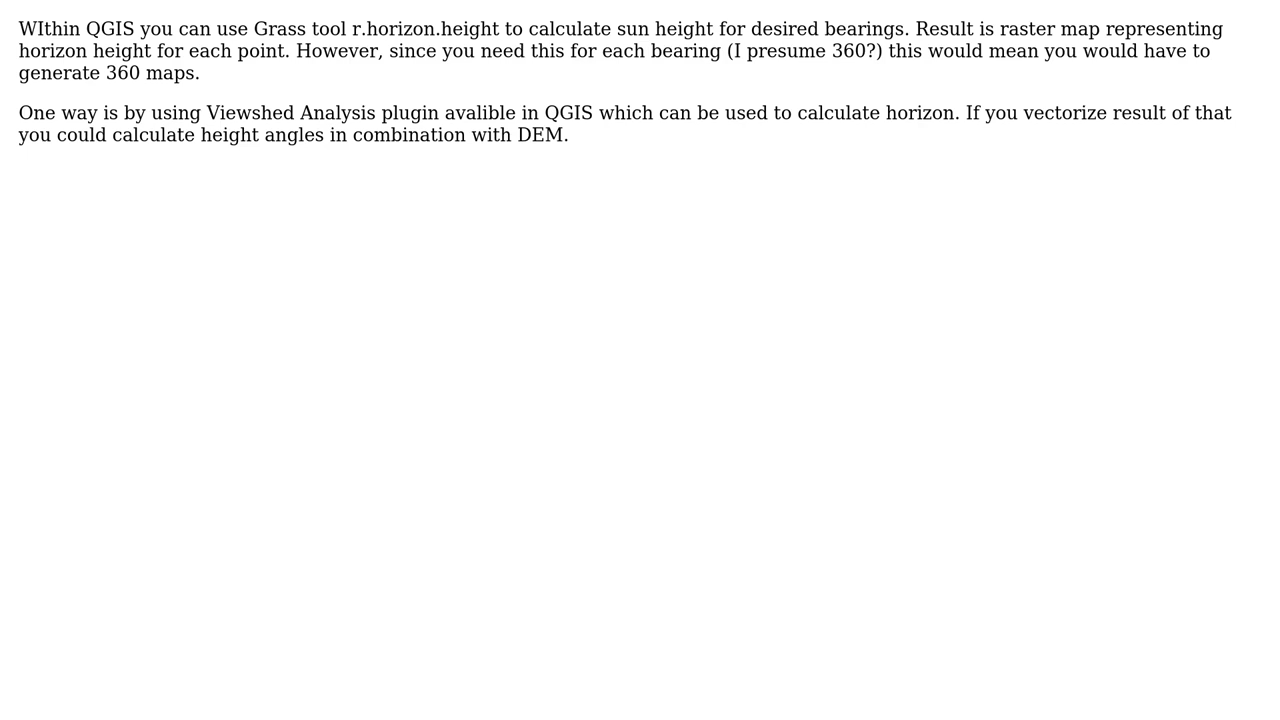 WIthin QGIS you can use Grass tool r.horizon.height to calculate sun height for desired bearings. Result is raster map representing
horizon height for each point. However, since you need this for each bearing (I presume 360?) this would mean you would have to
generate 360 maps.
One way is by using Viewshed Analysis plugin avalible in QGIS which can be used to calculate horizon. If you vectorize result of that
you could calculate height angles in combination with DEM.